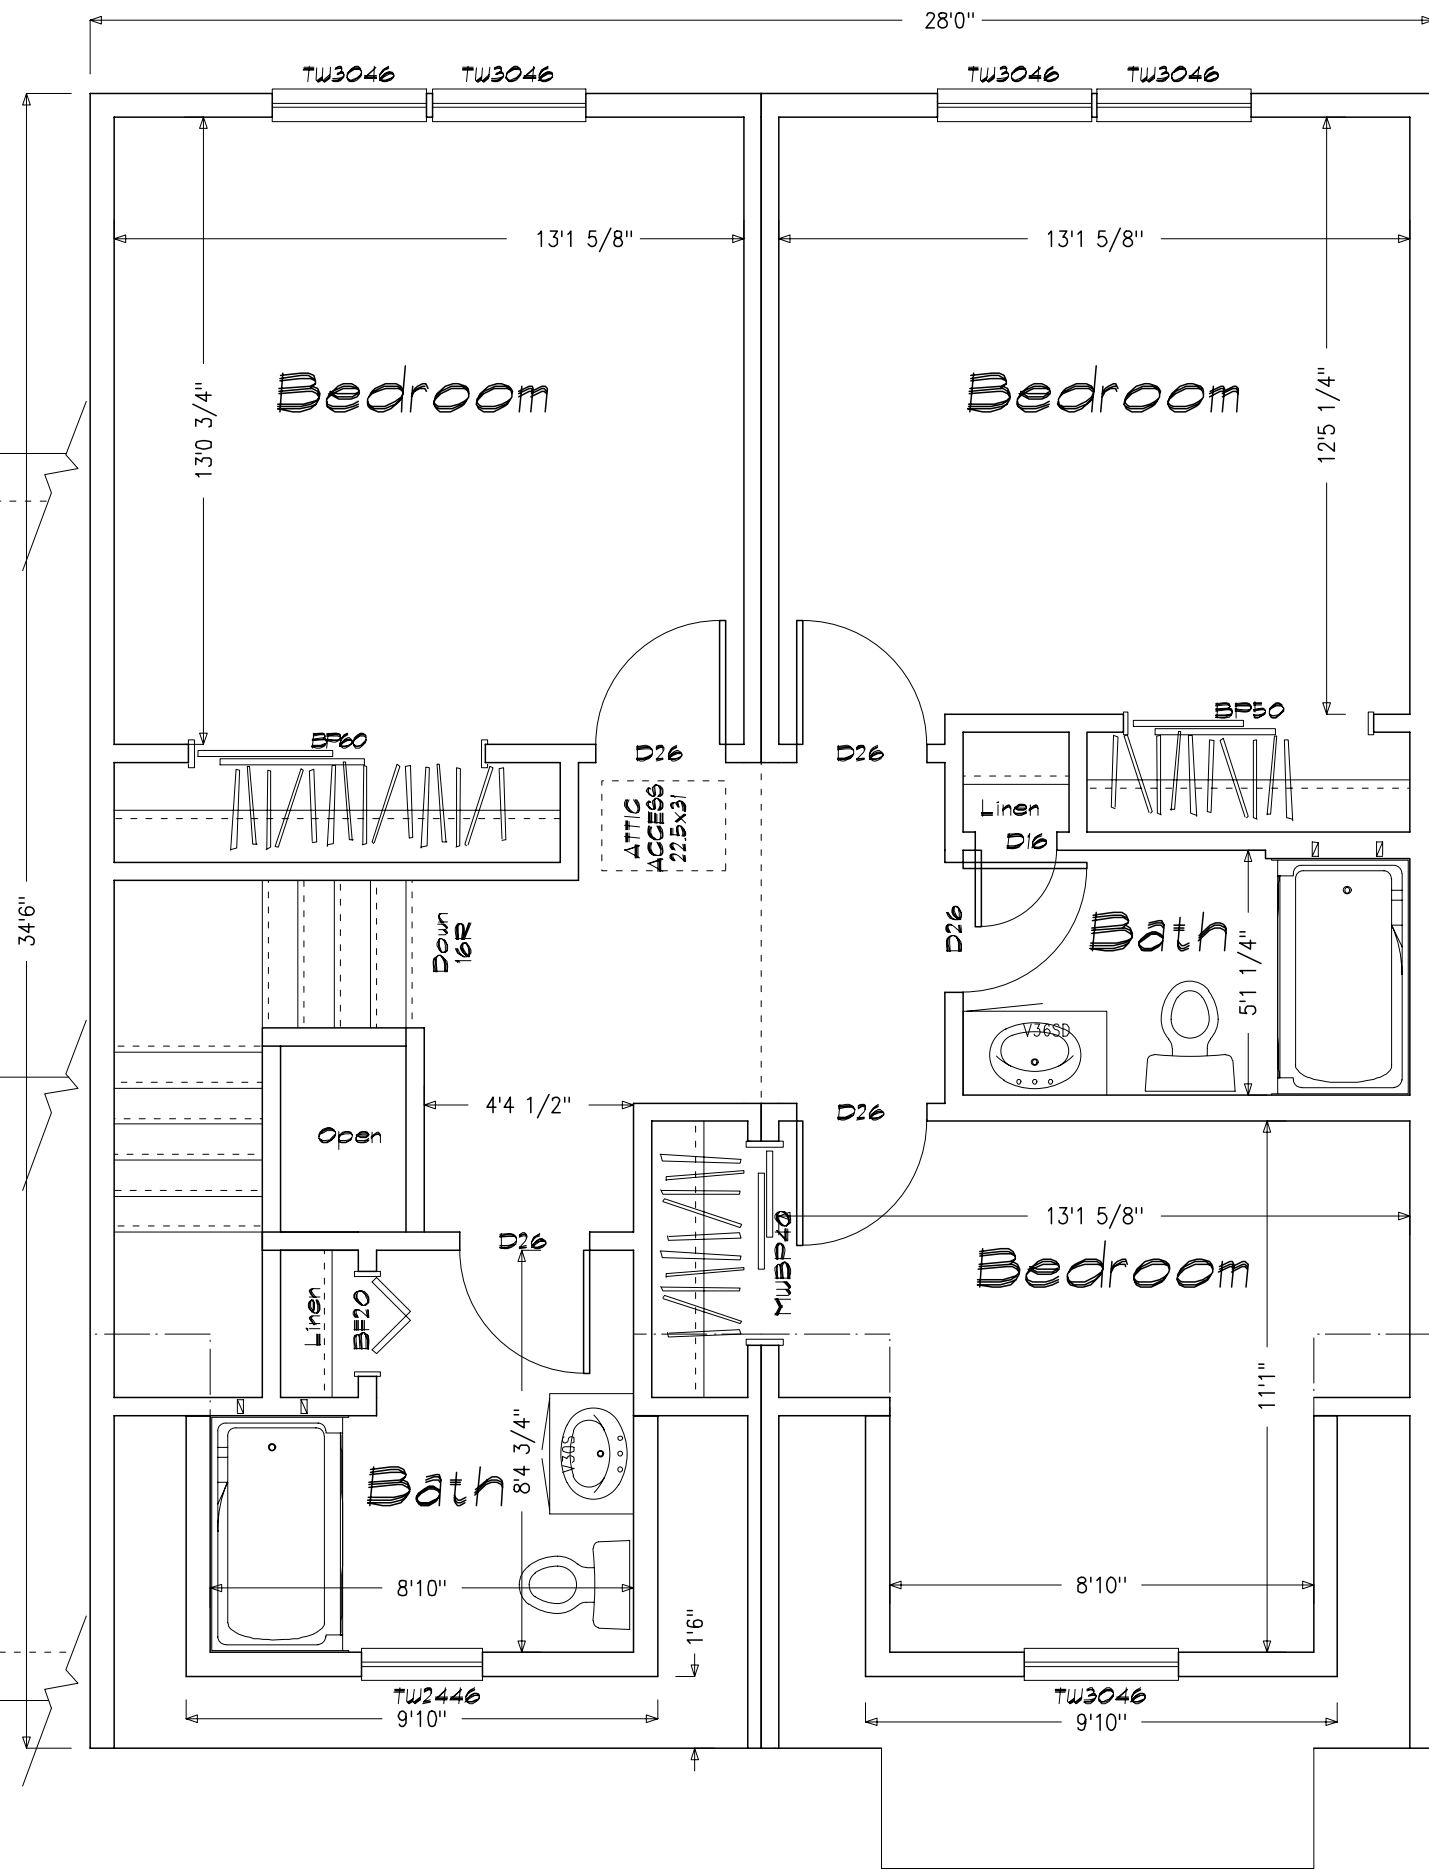 28'0"
TW3046
TW3046
TW3046
TW3046
13'1 5/8"
13'1 5/8"
Bedroom
Bedroom
13'0 3/4"
12'5 1/4"
34'6"
BP60
BP50
D26
D26
ATTIC
ACCESS
22.5x31
Linen
D16
Down
16R
D26
Bath
5'1 1/4"
V36SD
4'4 1/2"
D26
Open
13'1 5/8"
D26
MWBP40
Bedroom
Linen
BF20
11'1"
8'4 3/4"
V30S
Bath
8'10"
8'10"
1'6"
TW2446
9'10"
TW3046
9'10"